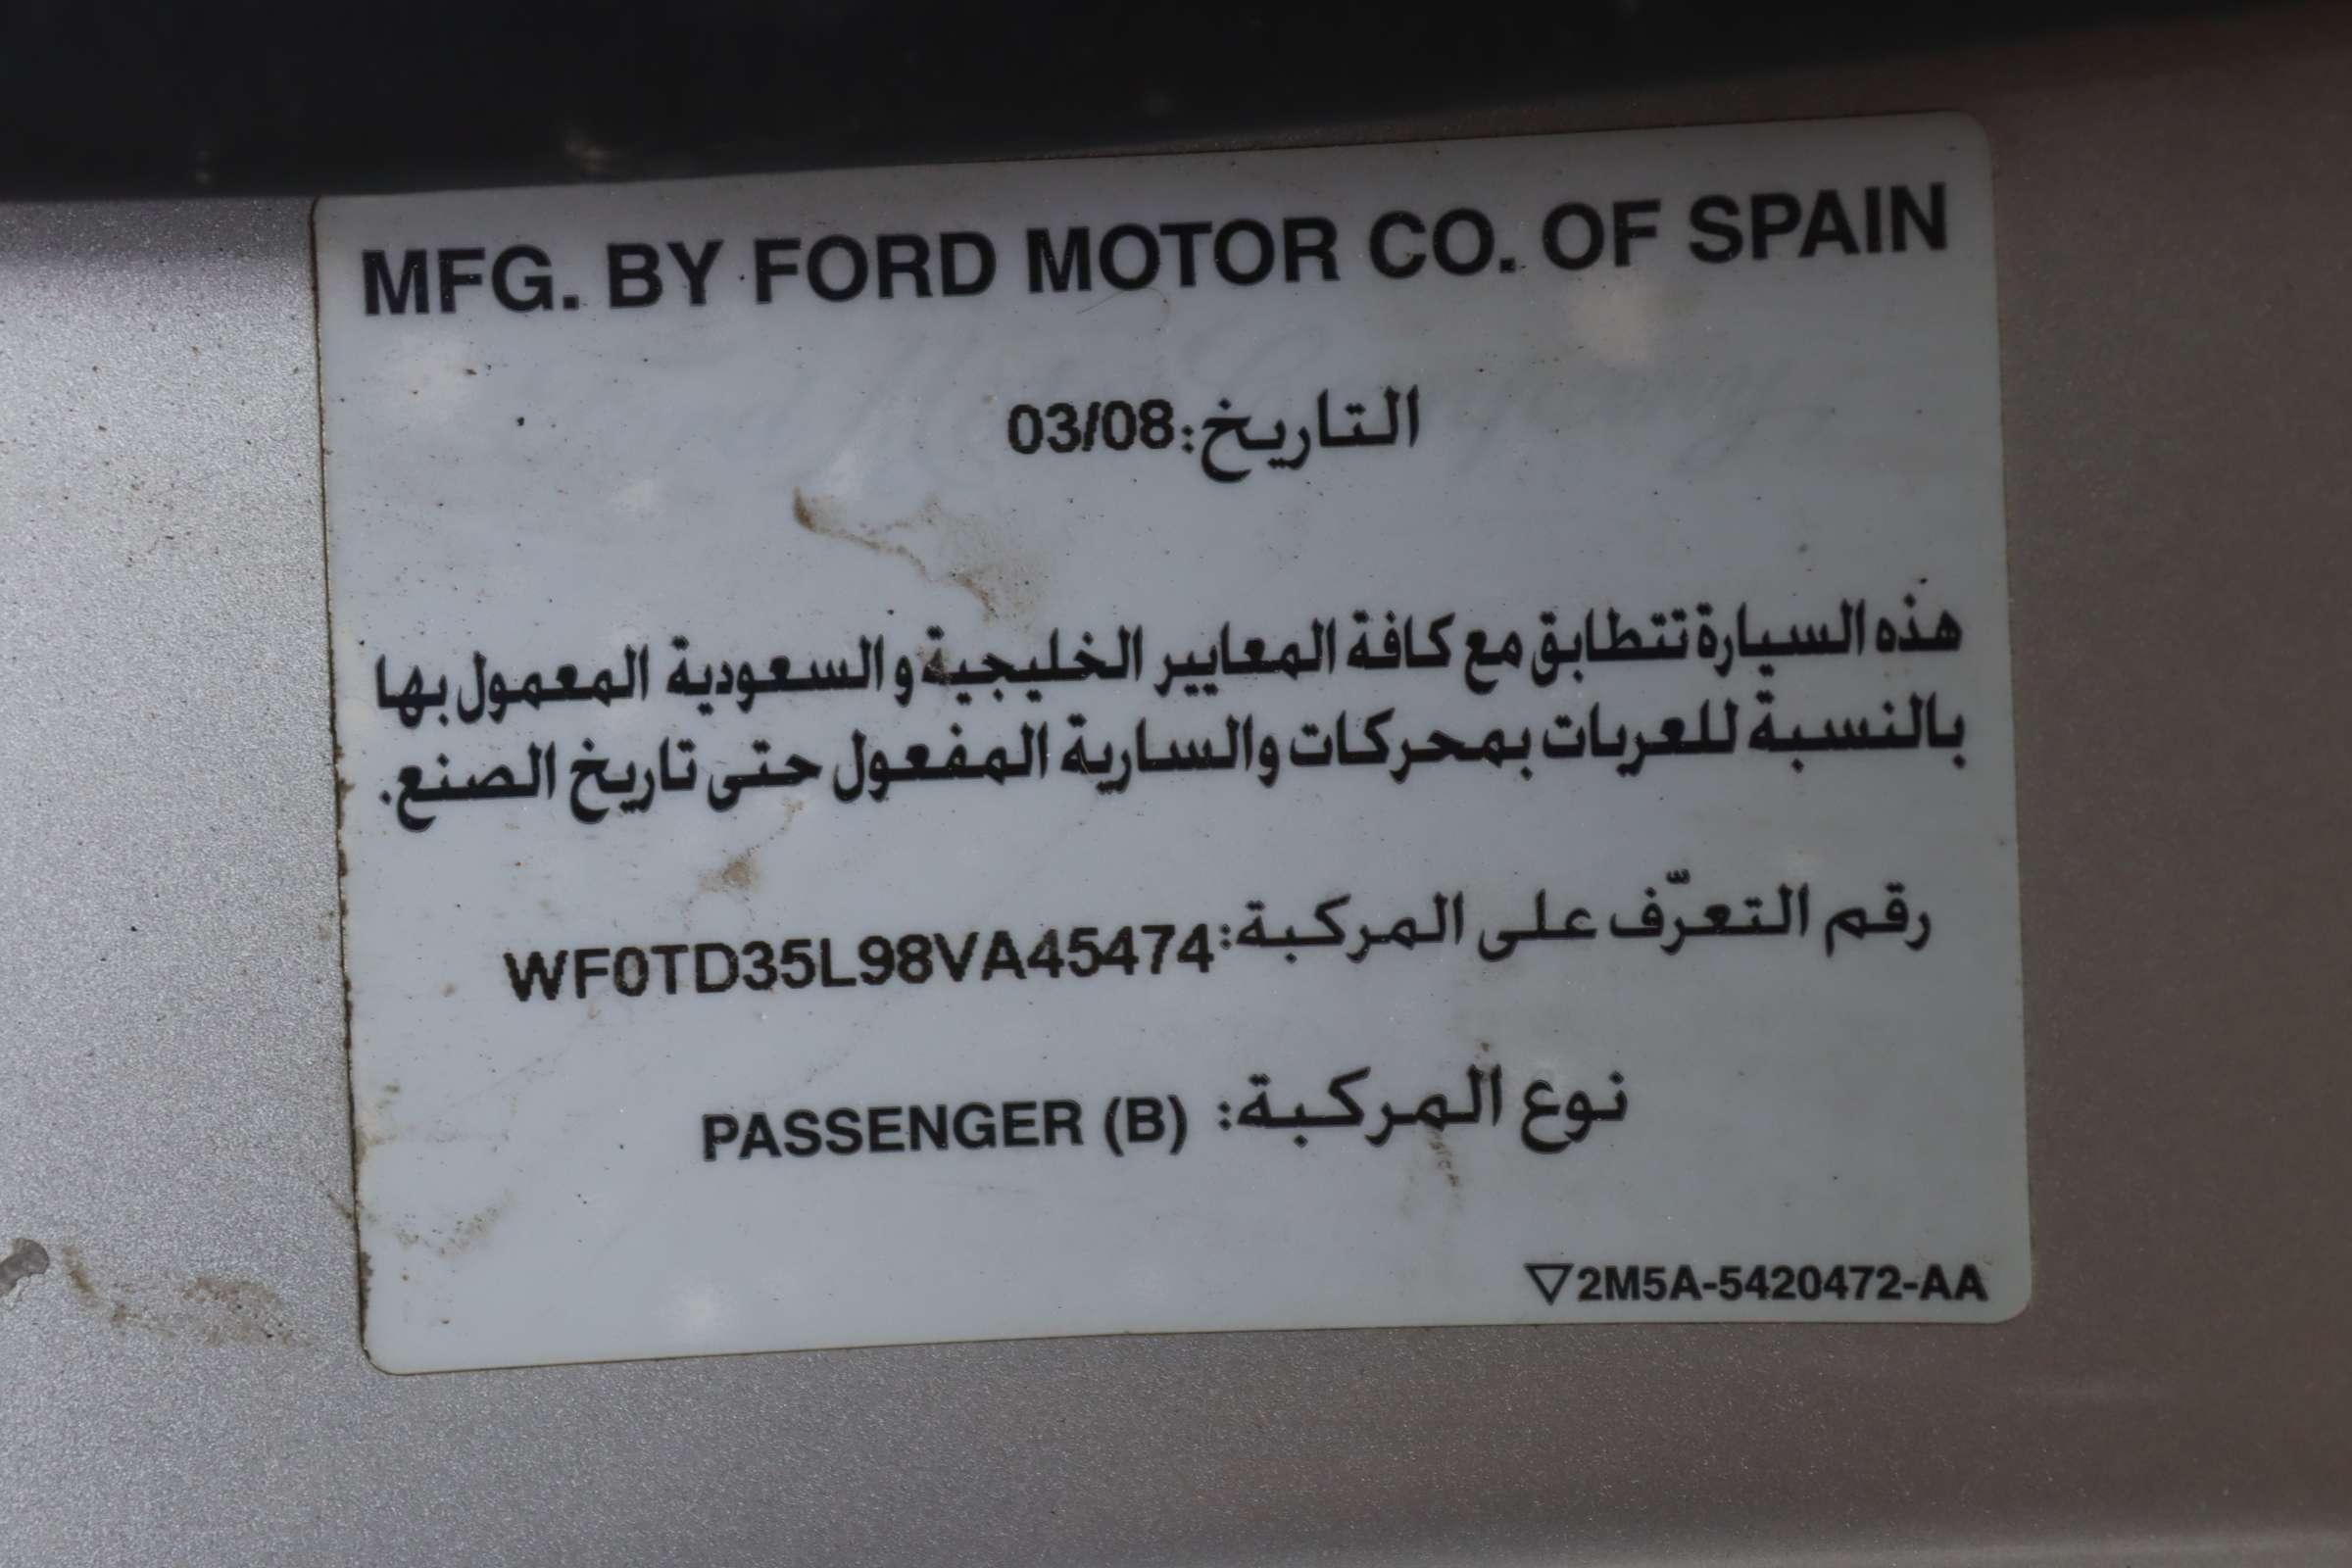 MFG. BY FORD MOTOR CO. OF SPAIN
التاريخ: 03/08
هذه السيارة تتطابق مع كافة المعايير الخليجية والسعودية المعمول بها
بالنسبة للعربات بمحركات والسارية المفعول حتى تاريخ الصنع.
رقم التعرّف على المركبة: WF0TD35L98VA45474
نوع المركبة: PASSENGER (B)
▽2M5A-5420472-AA